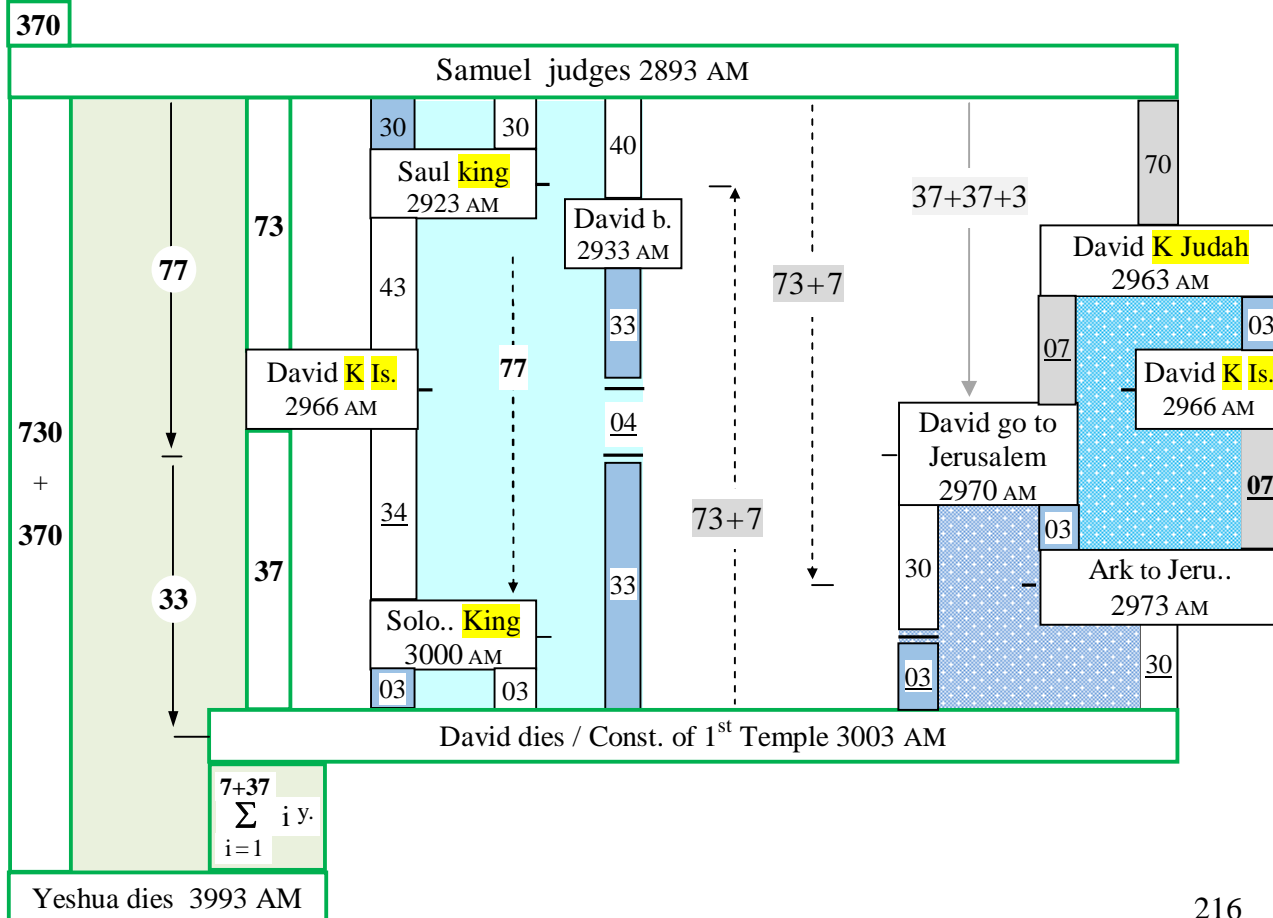 370
Samuel judges 2893 AM
30
30
40
70
Saul king
2923 AM
37+37+3
73
David b.
2933 AM
David K Judah
2963 AM
77
73+7
43
33
07
03
David K Is.
2966 AM
77
David K Is.
2966 AM
04
David go to
Jerusalem
2970 AM
730
+
370
34
73+7
07
03
37
30
Ark to Jeru..
2973 AM
33
33
Solo.. King
3000 AM
03
03
03
30
David dies / Const. of 1st Temple 3003 AM
7+37
Σ i y.
i = 1
Yeshua dies 3993 AM
216